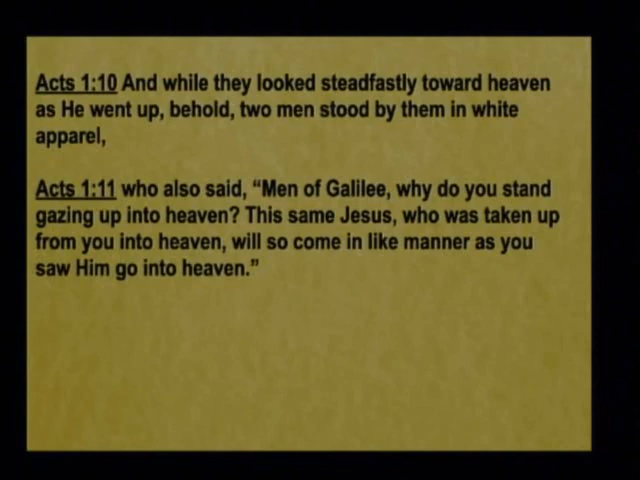 Acts 1:10 And while they looked steadfastly toward heaven
as He went up, behold, two men stood by them in white
apparel,
Acts 1:11 who also said, “Men of Galilee, why do you stand
gazing up into heaven? This same Jesus, who was taken up
from you into heaven, will so come in like manner as you
saw Him go into heaven.”